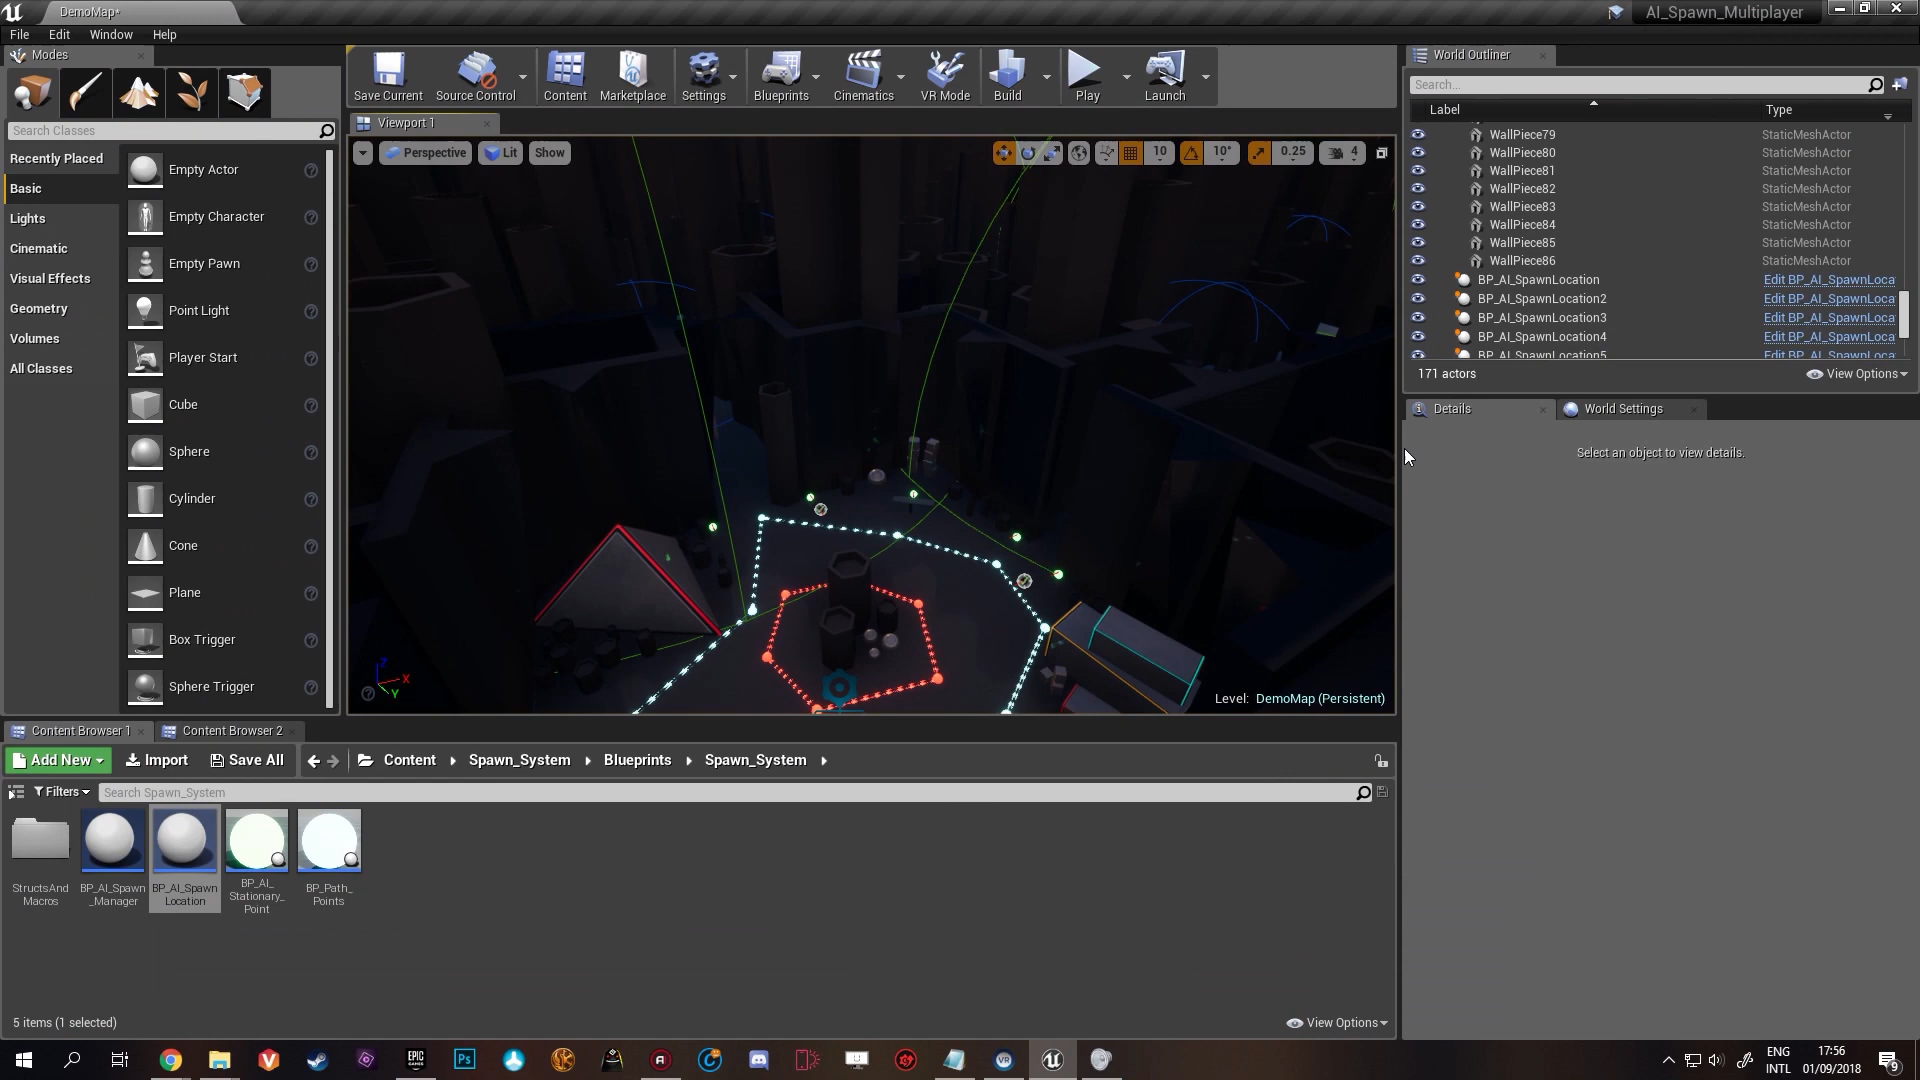 DemoMap*
AI_Spawn_Multiplayer
File Edit Window Help
Modes
Search Classes
Recently Placed
Basic
Lights
Cinematic
Visual Effects
Geometry
Volumes
All Classes
Empty Actor
Empty Character
Empty Pawn
Point Light
Player Start
Cube
Sphere
Cylinder
Cone
Plane
Box Trigger
Sphere Trigger
Save Current
Source Control
Content
Marketplace
Settings
Blueprints
Cinematics
VR Mode
Build
Play
Launch
Viewport 1
Perspective Lit Show
10 10° 0.25 4
Z X Y
Level: DemoMap (Persistent)
World Outliner
Search...
Label Type
WallPiece79 StaticMeshActor
WallPiece80 StaticMeshActor
WallPiece81 StaticMeshActor
WallPiece82 StaticMeshActor
WallPiece83 StaticMeshActor
WallPiece84 StaticMeshActor
WallPiece85 StaticMeshActor
WallPiece86 StaticMeshActor
BP_AI_SpawnLocation Edit BP_AI_SpawnLoca
BP_AI_SpawnLocation2 Edit BP_AI_SpawnLoca
BP_AI_SpawnLocation3 Edit BP_AI_SpawnLoca
BP_AI_SpawnLocation4 Edit BP_AI_SpawnLoca
BP_AI_SpawnLocation5 Edit BP_AI_SpawnLoca
171 actors View Options
Details World Settings
Select an object to view details.
Content Browser 1 Content Browser 2
Add New Import Save All Content Spawn_System Blueprints Spawn_System
Filters Search Spawn_System
StructsAnd
Macros
BP_AI_Spawn
_Manager
BP_AI_Spawn
Location
BP_AI_
Stationary_
Point
BP_Path_
Points
5 items (1 selected) View Options
EPIC
GAMES
Ps
VR
ENG
INTL
17:56
01/09/2018
9